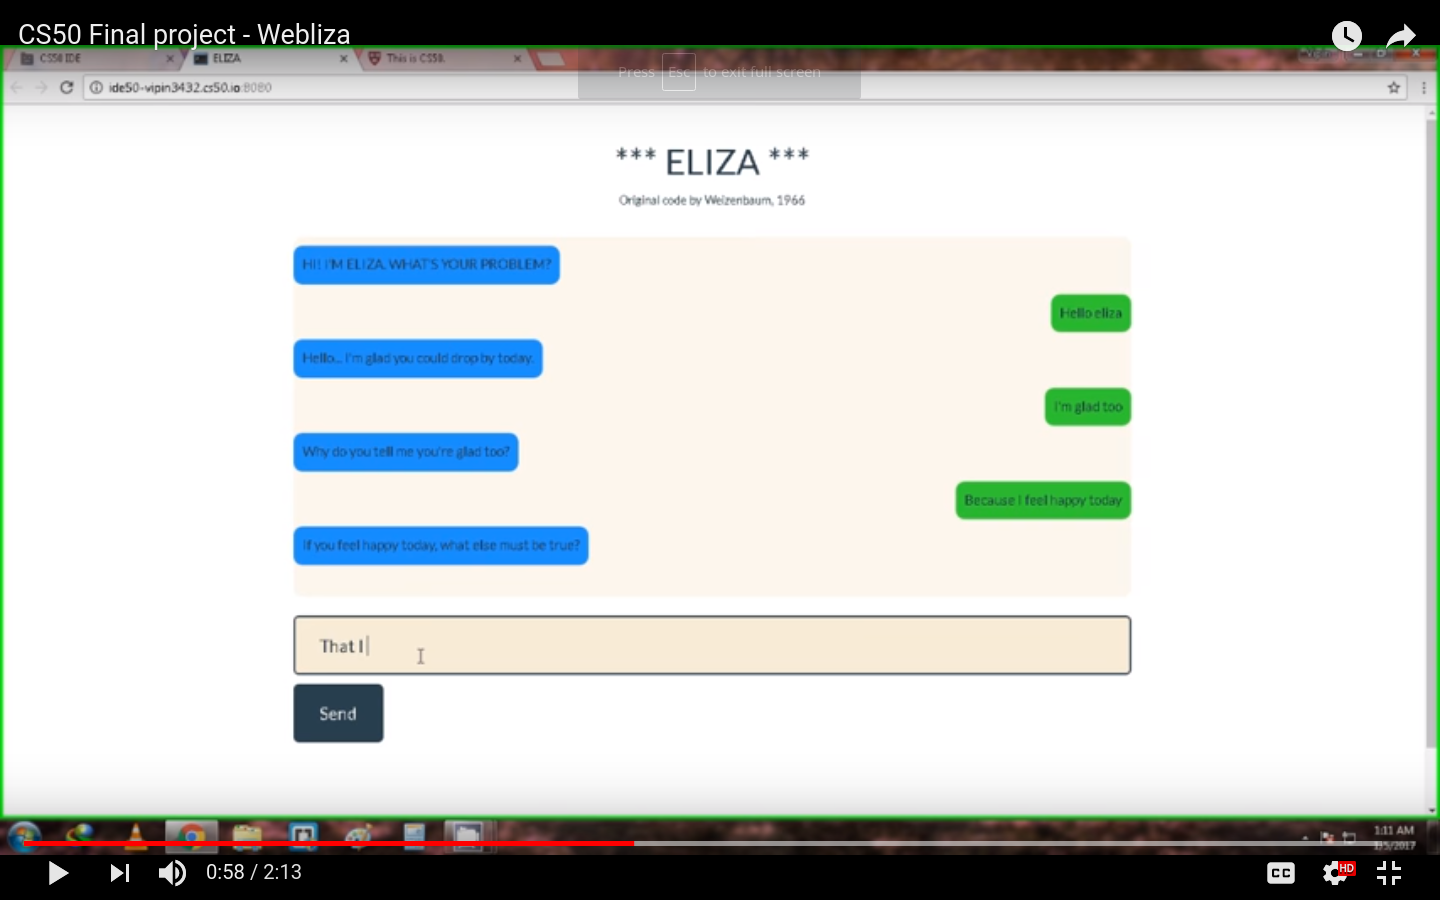 CS50 Final project - Webliza
CS50 IDE
ELIZA
This is CS50.
Press Esc to exit full screen
ide50-vipin3432.cs50.io:8080
*** ELIZA ***
Original code by Weizenbaum, 1966
HI! I'M ELIZA. WHAT'S YOUR PROBLEM?
Hello eliza
Hello... I'm glad you could drop by today.
I'm glad too
Why do you tell me you're glad too?
Because I feel happy today
If you feel happy today, what else must be true?
That I
Send
1:11 AM
0:58 / 2:13
CC
HD